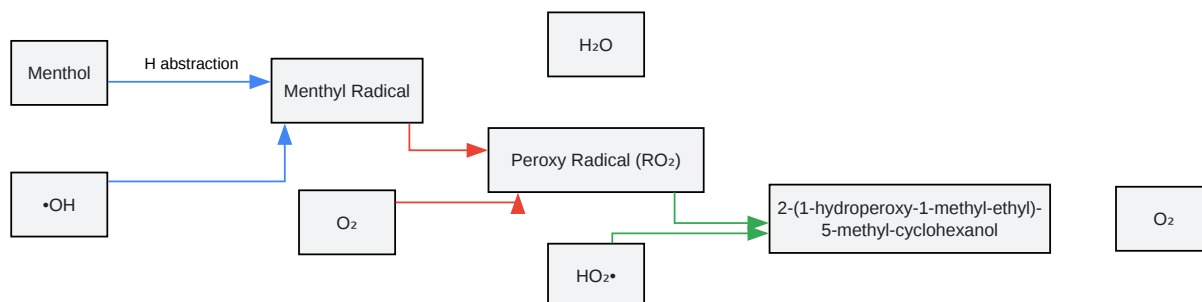 H₂O
Menthol
H abstraction
Menthyl Radical
Peroxy Radical (RO₂)
•OH
O₂
2-(1-hydroperoxy-1-methyl-ethyl)-
5-methyl-cyclohexanol
O₂
HO₂•